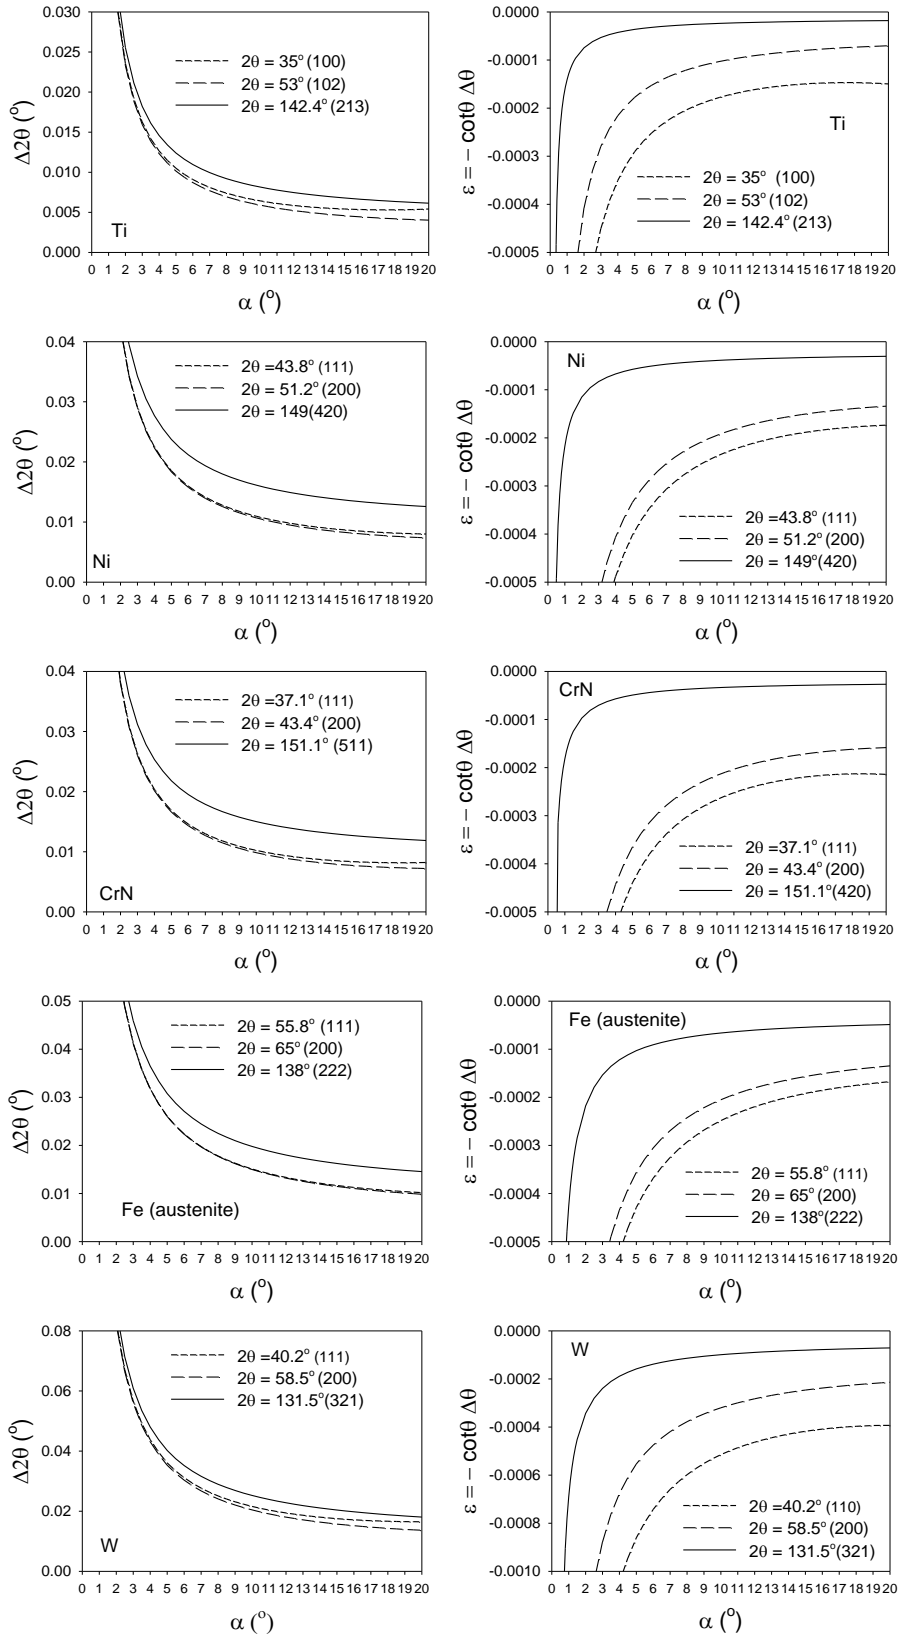 Δ2θ (°)
0.030
0.025
0.020
0.015
0.010
0.005
0.000
2θ = 35° (100)
2θ = 53° (102)
2θ = 142.4° (213)
Ti
0 1 2 3 4 5 6 7 8 9 10 11 12 13 14 15 16 17 18 19 20
α (°)
ε = − cotθ Δθ
0.0000
-0.0001
-0.0002
-0.0003
-0.0004
-0.0005
Ti
2θ = 35° (100)
2θ = 53° (102)
2θ = 142.4° (213)
0 1 2 3 4 5 6 7 8 9 10 11 12 13 14 15 16 17 18 19 20
α (°)
Δ2θ (°)
0.04
0.03
0.02
0.01
0.00
2θ =43.8° (111)
2θ = 51.2° (200)
2θ = 149(420)
Ni
0 1 2 3 4 5 6 7 8 9 10 11 12 13 14 15 16 17 18 19 20
α (°)
ε = − cotθ Δθ
0.0000
-0.0001
-0.0002
-0.0003
-0.0004
-0.0005
Ni
2θ =43.8° (111)
2θ = 51.2° (200)
2θ = 149°(420)
0 1 2 3 4 5 6 7 8 9 10 11 12 13 14 15 16 17 18 19 20
α (°)
Δ2θ (°)
0.04
0.03
0.02
0.01
0.00
2θ =37.1° (111)
2θ = 43.4° (200)
2θ = 151.1° (511)
CrN
0 1 2 3 4 5 6 7 8 9 10 11 12 13 14 15 16 17 18 19 20
α (°)
ε = − cotθ Δθ
0.0000
-0.0001
-0.0002
-0.0003
-0.0004
-0.0005
CrN
2θ =37.1° (111)
2θ = 43.4° (200)
2θ = 151.1°(420)
0 1 2 3 4 5 6 7 8 9 10 11 12 13 14 15 16 17 18 19 20
α (°)
Δ2θ (°)
0.05
0.04
0.03
0.02
0.01
0.00
2θ = 55.8° (111)
2θ = 65° (200)
2θ = 138° (222)
Fe (austenite)
0 1 2 3 4 5 6 7 8 9 10 11 12 13 14 15 16 17 18 19 20
α (°)
ε = − cotθ Δθ
0.0000
-0.0001
-0.0002
-0.0003
-0.0004
-0.0005
Fe (austenite)
2θ = 55.8° (111)
2θ = 65° (200)
2θ = 138°(222)
0 1 2 3 4 5 6 7 8 9 10 11 12 13 14 15 16 17 18 19 20
α (°)
Δ2θ (°)
0.08
0.06
0.04
0.02
0.00
2θ =40.2° (111)
2θ = 58.5° (200)
2θ = 131.5°(321)
W
0 1 2 3 4 5 6 7 8 9 10 11 12 13 14 15 16 17 18 19 20
α (°)
ε = − cotθ Δθ
0.0000
-0.0002
-0.0004
-0.0006
-0.0008
-0.0010
W
2θ =40.2° (110)
2θ = 58.5° (200)
2θ = 131.5°(321)
0 1 2 3 4 5 6 7 8 9 10 11 12 13 14 15 16 17 18 19 20
α (°)